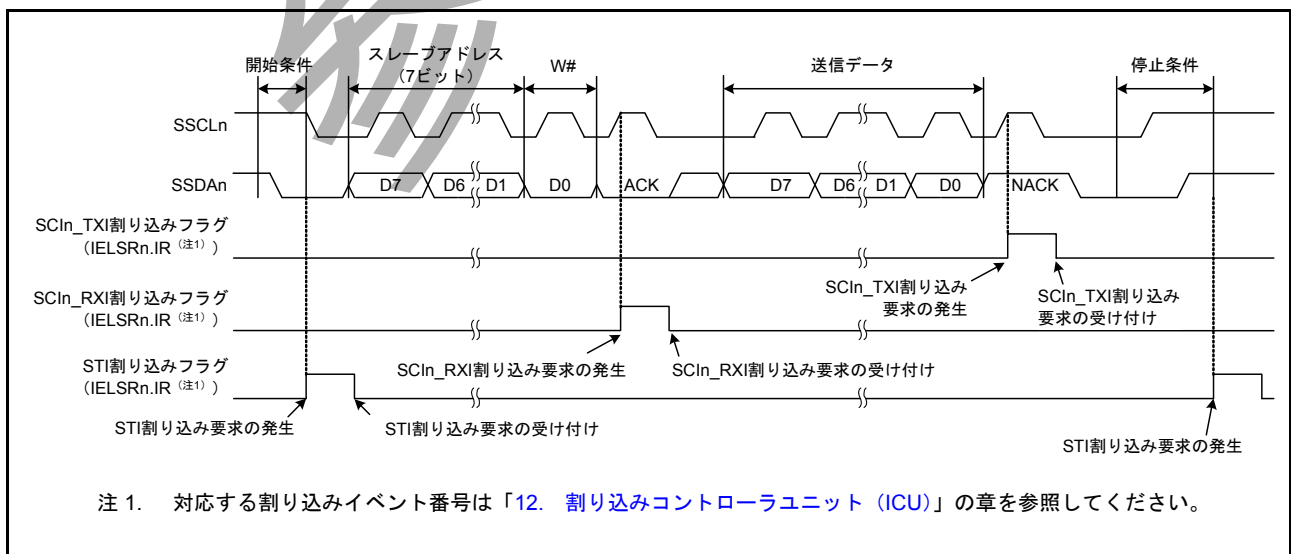 開始条件
スレーブアドレス
（7ビット）
W#
送信データ
停止条件
SSCLn
SSDAn
D7 D6 D1 D0 ACK D7 D6 D1 D0 NACK
SCIn_TXI割り込みフラグ
（IELSRn.IR（注1））
SCIn_TXI割り込み
要求の発生
SCIn_TXI割り込み
要求の受け付け
SCIn_RXI割り込みフラグ
（IELSRn.IR（注1））
SCIn_RXI割り込み要求の発生
SCIn_RXI割り込み要求の受け付け
STI割り込みフラグ
（IELSRn.IR（注1））
STI割り込み要求の発生
STI割り込み要求の受け付け
STI割り込み要求の発生
注 1. 対応する割り込みイベント番号は「12. 割り込みコントローラユニット（ICU）」の章を参照してください。